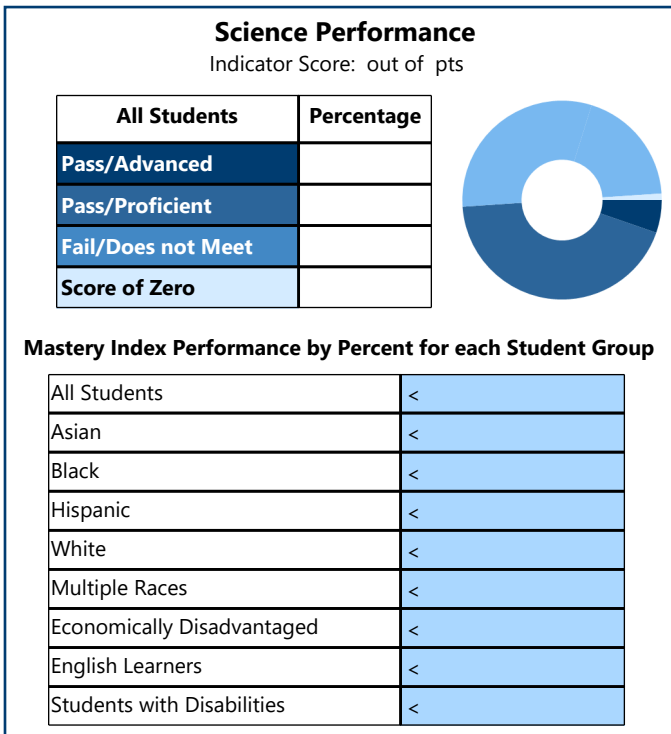 Science Performance
Indicator Score:  out of  pts
All Students Percentage
Pass/Advanced
Pass/Proficient
Fail/Does not Meet
Score of Zero
Mastery Index Performance by Percent for each Student Group
All Students <
Asian <
Black <
Hispanic <
White <
Multiple Races <
Economically Disadvantaged <
English Learners <
Students with Disabilities <